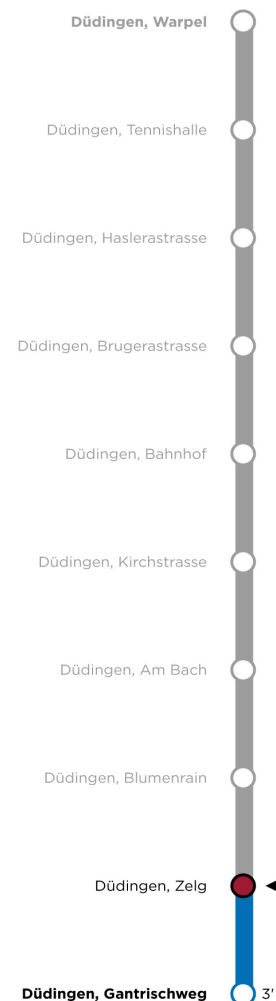 Düdingen, Warpel
Düdingen, Tennishalle
Düdingen, Haslerastrasse
Düdingen, Brugerastrasse
Düdingen, Bahnhof
Düdingen, Kirchstrasse
Düdingen, Am Bach
Düdingen, Blumenrain
Düdingen, Zelg
Düdingen, Gantrischweg 3'